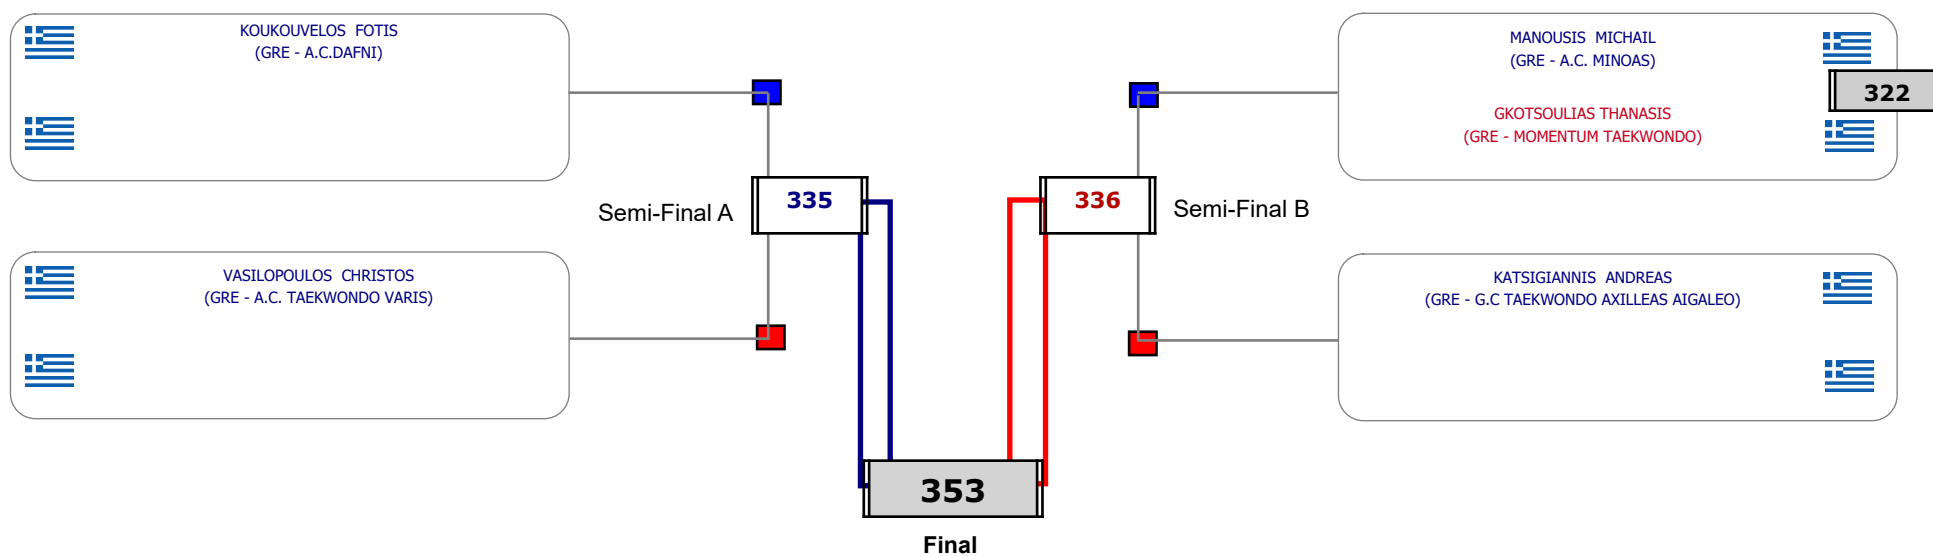 KOUKOUVELOS FOTIS
(GRE - A.C.DAFNI)
MANOUSIS MICHAIL
(GRE - A.C. MINOAS)
322
GKOTSOULIAS THANASIS
(GRE - MOMENTUM TAEKWONDO)
Semi-Final A
335
336
Semi-Final B
VASILOPOULOS CHRISTOS
(GRE - A.C. TAEKWONDO VARIS)
KATSIGIANNIS ANDREAS
(GRE - G.C TAEKWONDO AXILLEAS AIGALEO)
353
Final